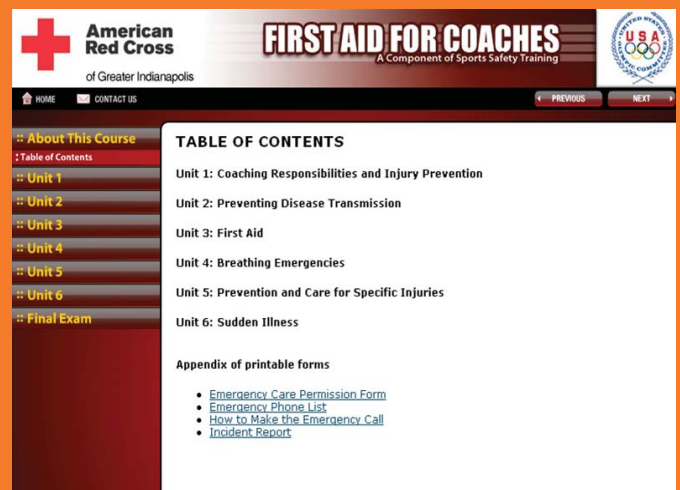 American
Red Cross
of Greater Indianapolis
FIRST AID FOR COACHES
A Component of Sports Safety Training
UNITED STATES
USA
OLYMPIC COMMITTEE
HOME
CONTACT US
PREVIOUS
NEXT
:: About This Course
: Table of Contents
:: Unit 1
:: Unit 2
:: Unit 3
:: Unit 4
:: Unit 5
:: Unit 6
:: Final Exam
TABLE OF CONTENTS
Unit 1: Coaching Responsibilities and Injury Prevention
Unit 2: Preventing Disease Transmission
Unit 3: First Aid
Unit 4: Breathing Emergencies
Unit 5: Prevention and Care for Specific Injuries
Unit 6: Sudden Illness
Appendix of printable forms
• Emergency Care Permission Form
• Emergency Phone List
• How to Make the Emergency Call
• Incident Report